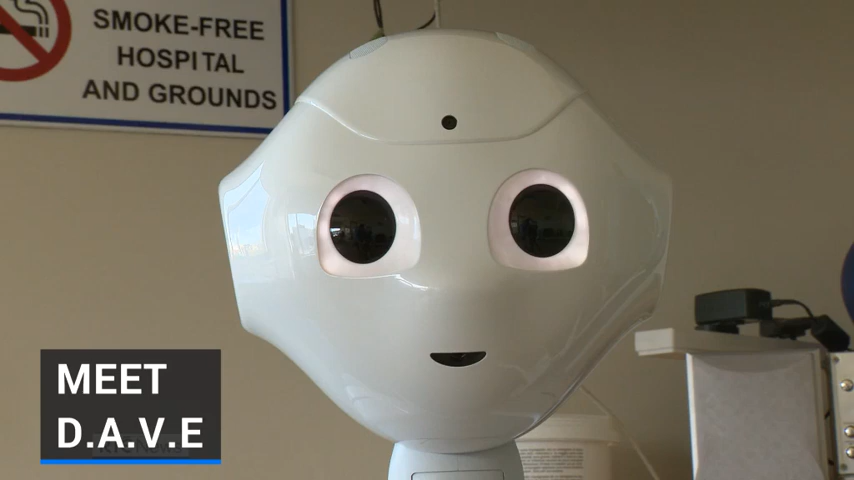 SMOKE-FREE
HOSPITAL
AND GROUNDS
MEET
D.A.V.E